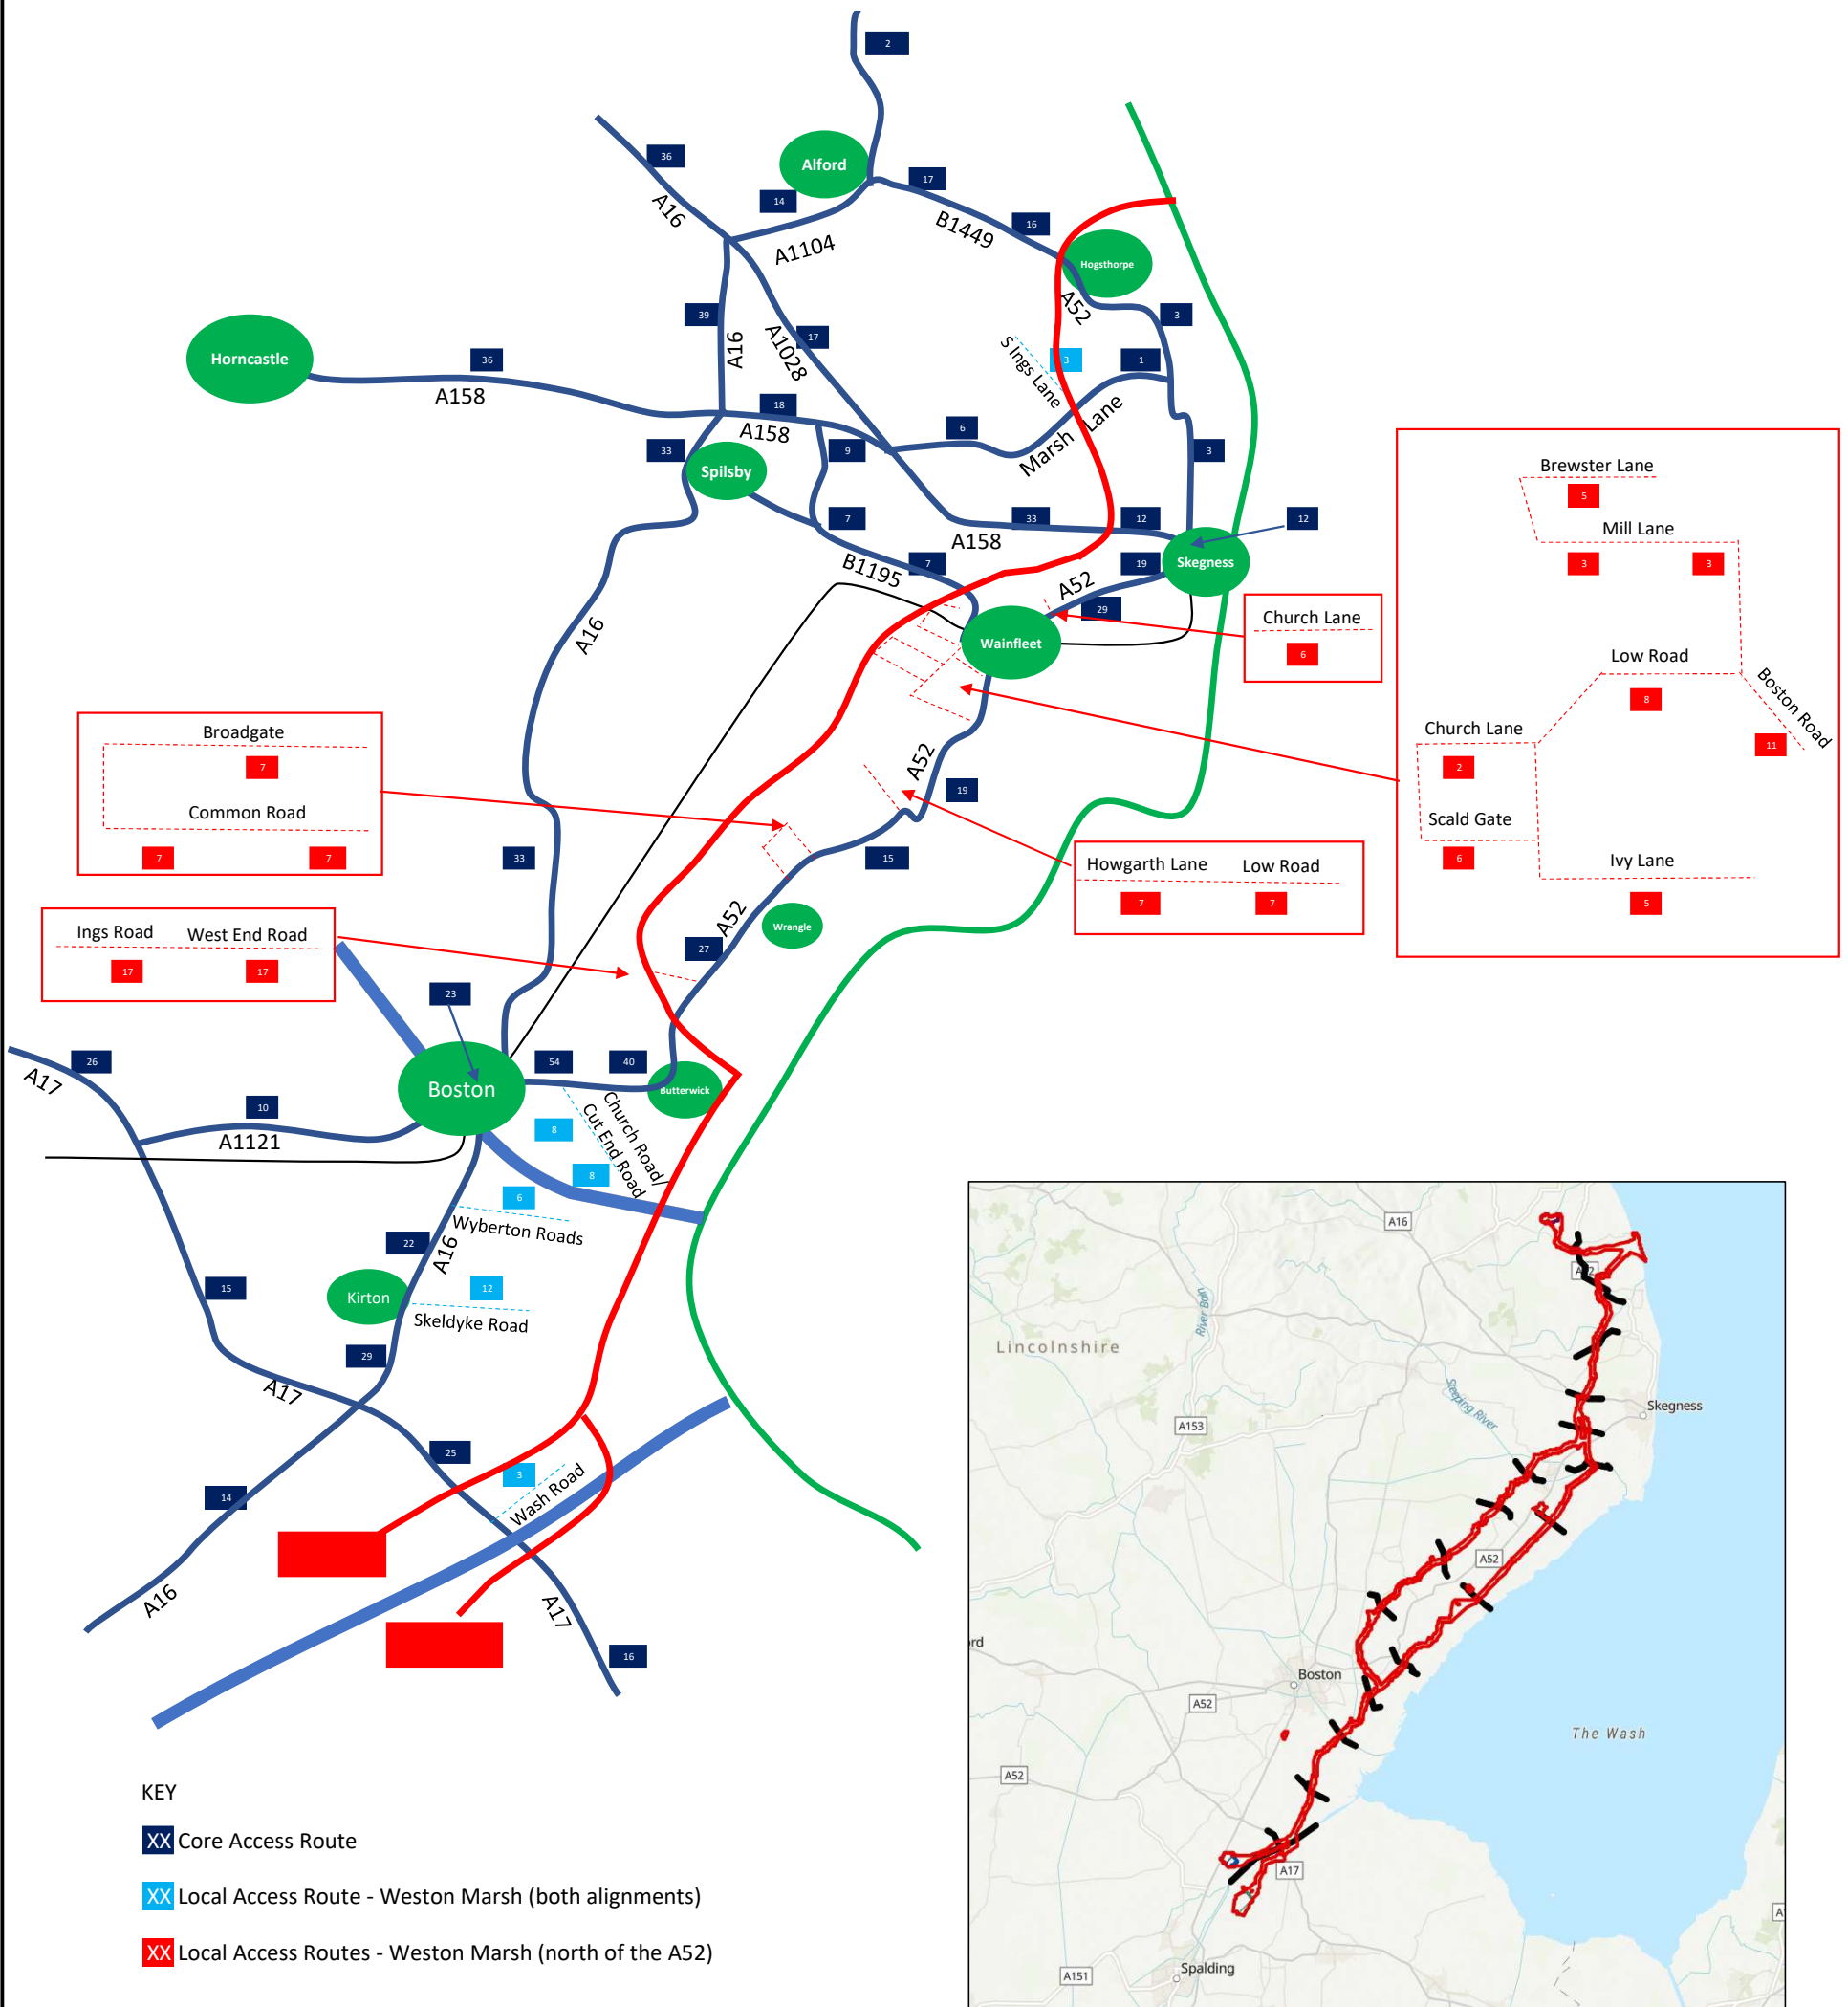 2
36
Alford
17
14
A16
16
B1449
A1104
Hogsthorpe
A52
39
3
17
A16
A1028
S Ings Lane
3
1
Horncastle
36
A158
18
A158
6
Marsh Lane
33
9
3
Spilsby
7
33
12
12
A158
B1195
7
19
Skegness
A52
29
A16
Wainfleet
Church Lane
6
Brewster Lane
5
Mill Lane
3
3
Low Road
8
Boston Road
11
Church Lane
2
Scald Gate
6
Ivy Lane
5
Broadgate
7
Common Road
7
7
A52
19
33
15
Howgarth Lane Low Road
7
7
Wrangle
A52
27
Ings Road West End Road
17
17
23
26
A17
54
40
Boston
Butterwick
10
A1121
Church Road/
Cut End Road
8
8
6
Wyberton Roads
22
A16
Kirton
12
Skeldyke Road
15
29
A17
25
3
Wash Road
14
A16
A17
16
A16
A52
River Bain
Lincolnshire
Steeping River
Skegness
A153
A52
rd
Boston
A52
The Wash
A52
A17
A
A151
Spalding
KEY
XX Core Access Route
XX Local Access Route - Weston Marsh (both alignments)
XX Local Access Routes - Weston Marsh (north of the A52)